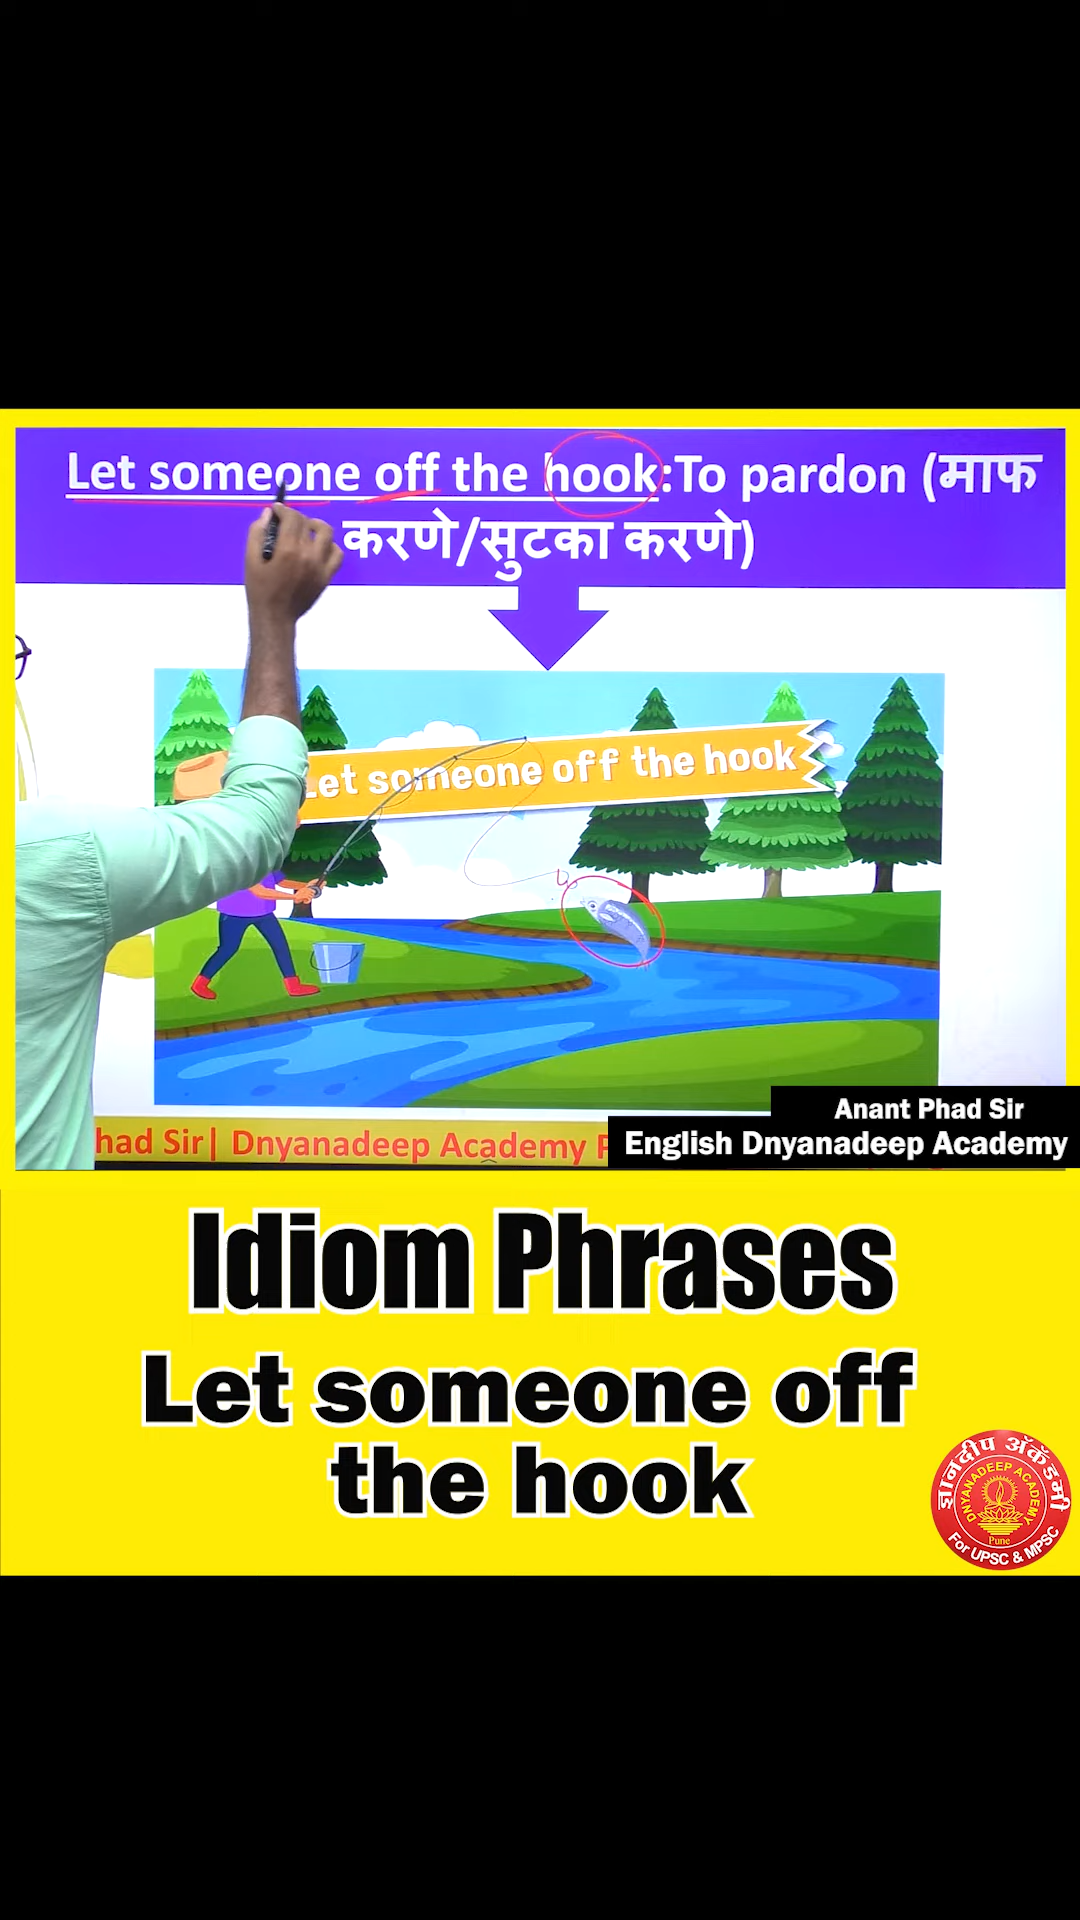 Let someone off the hook:To pardon (माफ
करणे/सुटका करणे)
Let someone off the hook
had Sir| Dnyanadeep Academy P
Anant Phad Sir
English Dnyanadeep Academy
Idiom Phrases
Let someone off
the hook
ज्ञानदीप अॅकॅडमी
DNYANADEEP ACADEMY
Pune
For UPSC & MPSC